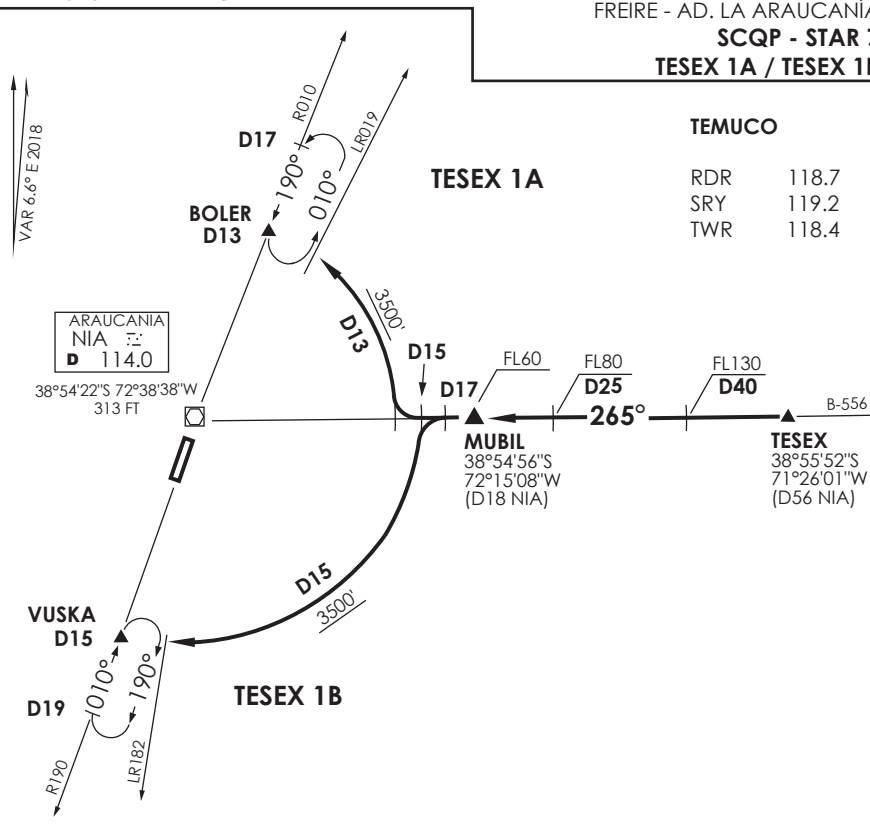 FREIRE - AD. LA ARAUCANÍA
SCQP - STAR
TESEX 1A / TESEX
VAR 6.6° E 2018
R010
LR019
D17
190°
010°
TESEX 1A
TEMUCO
RDR 118.7
SRY 119.2
TWR 118.4
BOLER
D13
ARAUCANIA
NIA
D 114.0
38°54'22"S 72°38'38"W
313 FT
3500'
D13
D15
D17
FL60
FL80
D25
FL130
D40
265°
B-556
MUBIL
38°54'56"S
72°15'08"W
(D18 NIA)
TESEX
38°55'52"S
71°26'01"W
(D56 NIA)
D15
3500'
VUSKA
D15
010°
190°
D19
TESEX 1B
R190
LR182